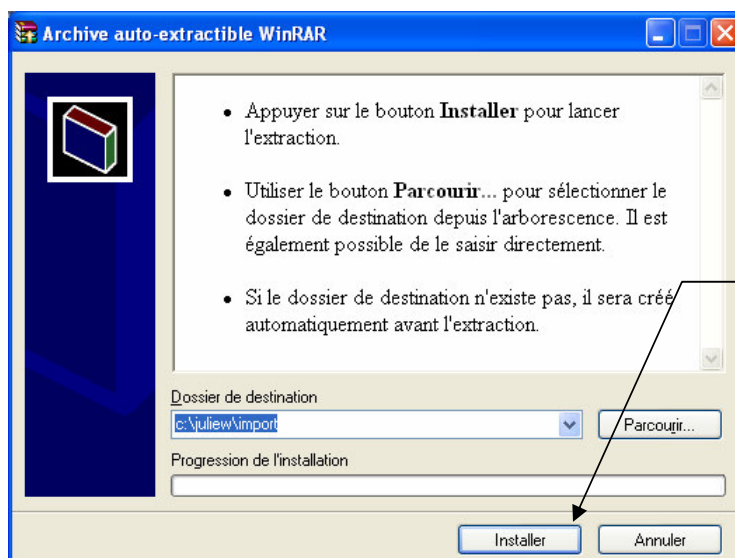 Archive auto-extractible WinRAR
Appuyer sur le bouton Installer pour lancer
l'extraction.
Utiliser le bouton Parcourir... pour sélectionner le
dossier de destination depuis l'arborescence. Il est
également possible de le saisir directement.
Si le dossier de destination n'existe pas, il sera créé
automatiquement avant l'extraction.
Dossier de destination
c:\juliew\import
Parcourir...
Progression de l'installation
Installer
Annuler